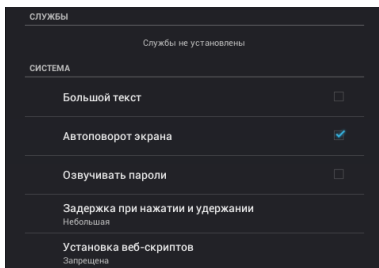 СЛУЖБЫ
Службы не установлены
СИСТЕМА
Большой текст
Автоповорот экрана
Озвучивать пароли
Задержка при нажатии и удержании
Небольшая
Установка веб-скриптов
Запрещена